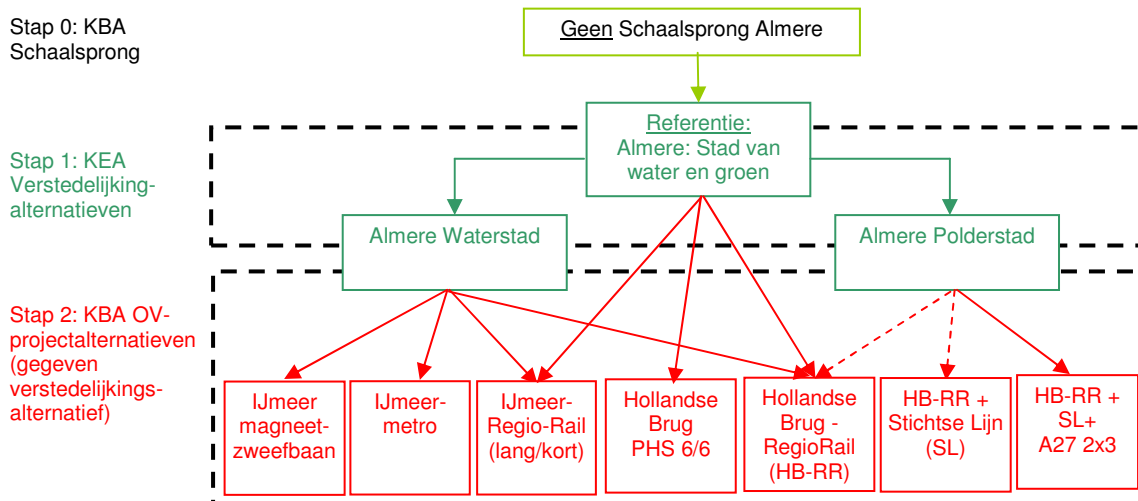 Stap 0: KBA
Schaalsprong
Geen Schaalsprong Almere
Stap 1: KEA
Verstedelijking-
alternatieven
Referentie:
Almere: Stad van
water en groen
Almere Waterstad
Almere Polderstad
Stap 2: KBA OV-
projectalternatieven
(gegeven
verstedelijkings-
alternatief)
IJmeer
magneet-
zweefbaan
IJmeer-
metro
IJmeer-
Regio-Rail
(lang/kort)
Hollandse
Brug
PHS 6/6
Hollandse
Brug -
RegioRail
(HB-RR)
HB-RR +
Stichtse Lijn
(SL)
HB-RR +
SL+
A27 2x3